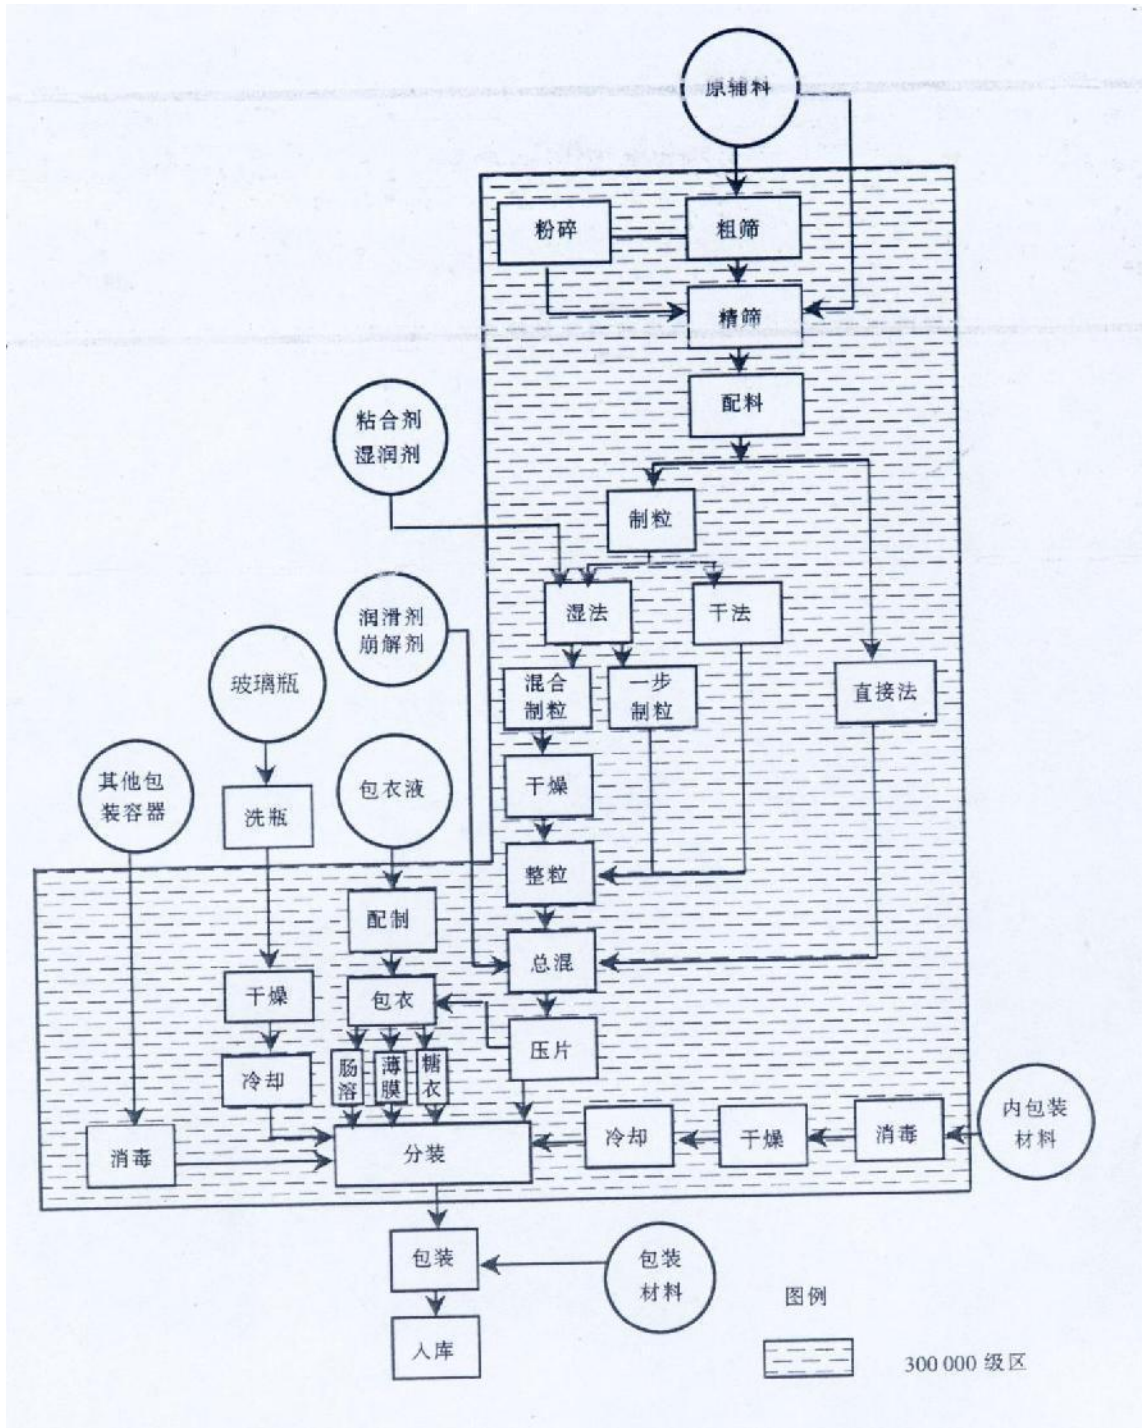 原辅料
粉碎
粗筛
精筛
配料
粘合剂
湿润剂
制粒
湿法
干法
润滑剂
崩解剂
玻璃瓶
混合
制粒
一步
制粒
直接法
其他包
装容器
洗瓶
包衣液
干燥
整粒
配制
总混
干燥
包衣
压片
冷却
肠
溶
薄
膜
糖
衣
消毒
分装
冷却
干燥
消毒
内包装
材料
包装
包装
材料
入库
图例
300 000 级区